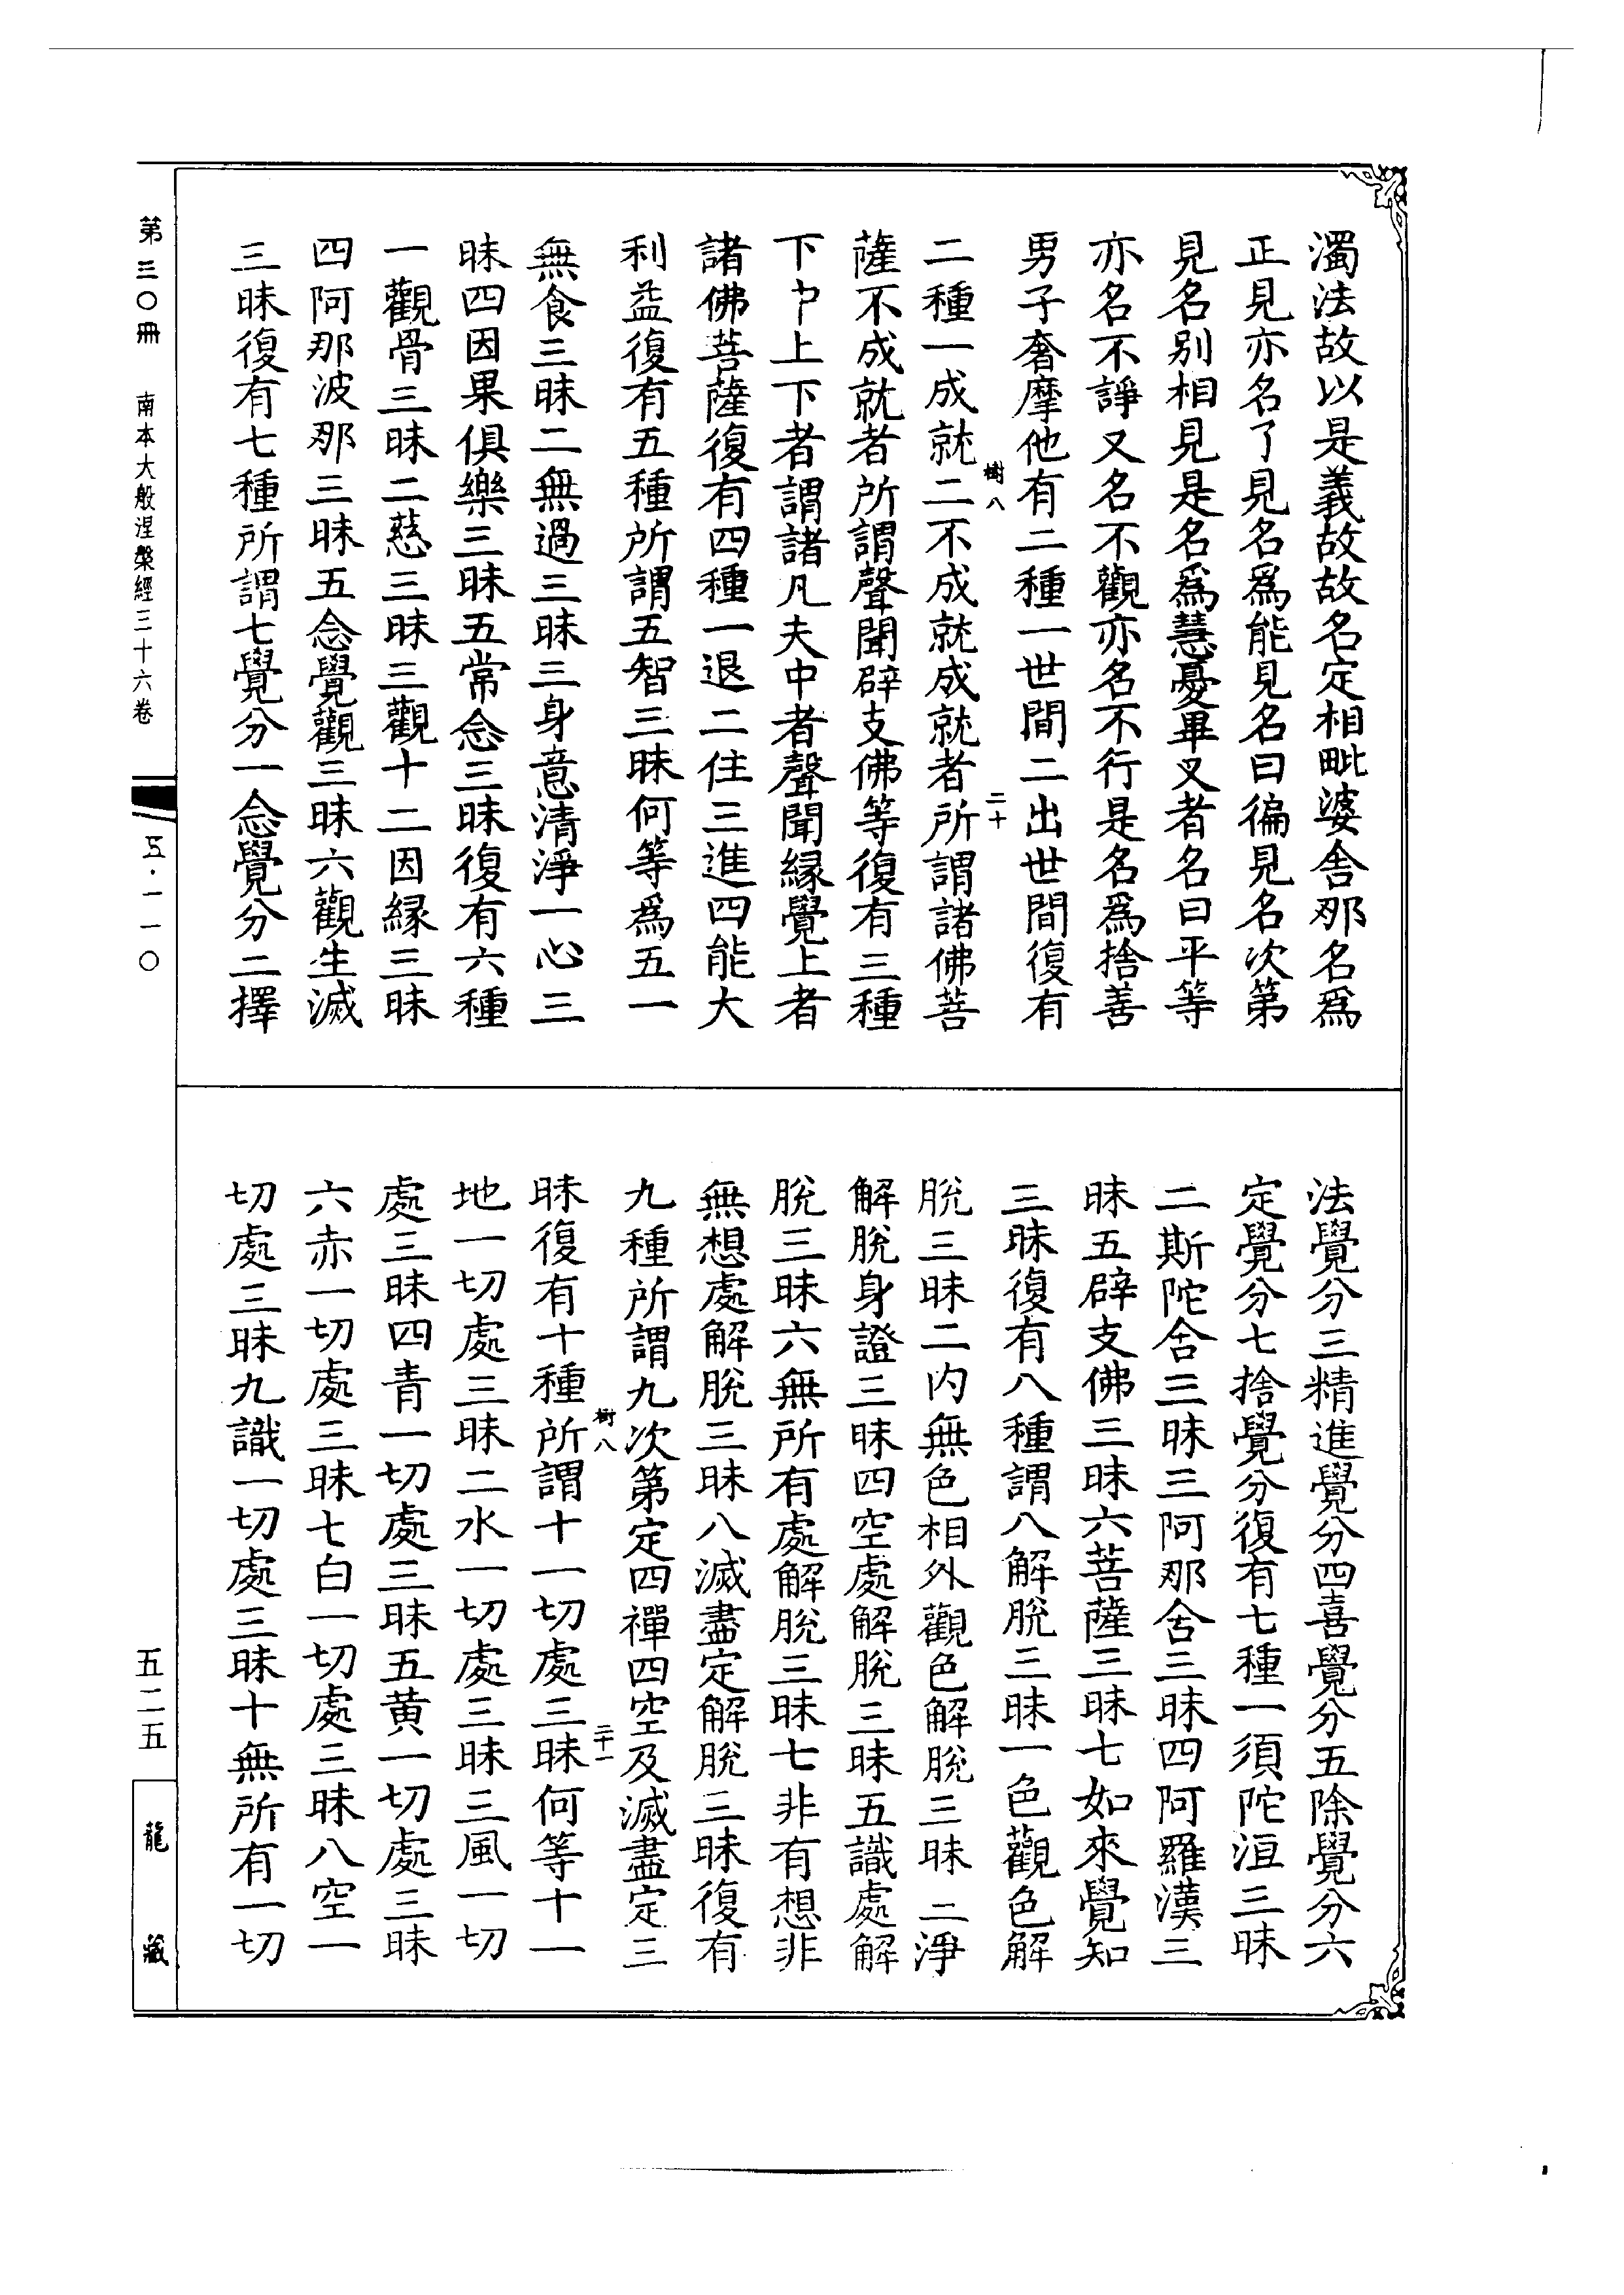 濁法故以是義故故名定相毗婆舍那名為
正見亦名了見名為能見名曰徧見名次第
見名別相見是名為慧憂畢叉者名曰平等
亦名不諍又名不觀亦名不行是名為捨善
男子奢摩他有二種一世間二出世間復有
二種一成就二不成就成就者所謂諸佛菩
樹八
二十
薩不成就者所謂聲聞辟支佛等復有三種
下中上下者謂諸凡夫中者聲聞緣覺上者
諸佛菩薩復有四種一退二住三進四能大
利益復有五種所謂五智三昧何等為五一
無食三昧二無過三昧三身意清淨一心三
昧四因果俱樂三昧五常念三昧復有六種
一觀骨三昧二慈三昧三觀十二因緣三昧
四阿那波那三昧五念覺觀三昧六觀生滅
三昧復有七種所謂七覺分一念覺分二擇
法覺分三精進覺分四喜覺分五除覺分六
定覺分七捨覺分復有七種一須陀洹三昧
二斯陀舍三昧三阿那舍三昧四阿羅漢三
昧五辟支佛三昧六菩薩三昧七如來覺知
三昧復有八種謂八解脫三昧一色觀色解
脫三昧二內無色相外觀色解脫三昧三淨
解脫身證三昧四空處解脫三昧五識處解
脫三昧六無所有處解脫三昧七非有想非
無想處解脫三昧八滅盡定解脫三昧復有
九種所謂九次第定四禪四空及滅盡定三
樹八
二十一
昧復有十種所謂十一切處三昧何等十一
地一切處三昧二水一切處三昧三風一切
處三昧四青一切處三昧五黃一切處三昧
六赤一切處三昧七白一切處三昧八空一
切處三昧九識一切處三昧十無所有一切
第三〇冊 南本大般涅槃經三十六卷
五·一一〇
五二五
龍藏